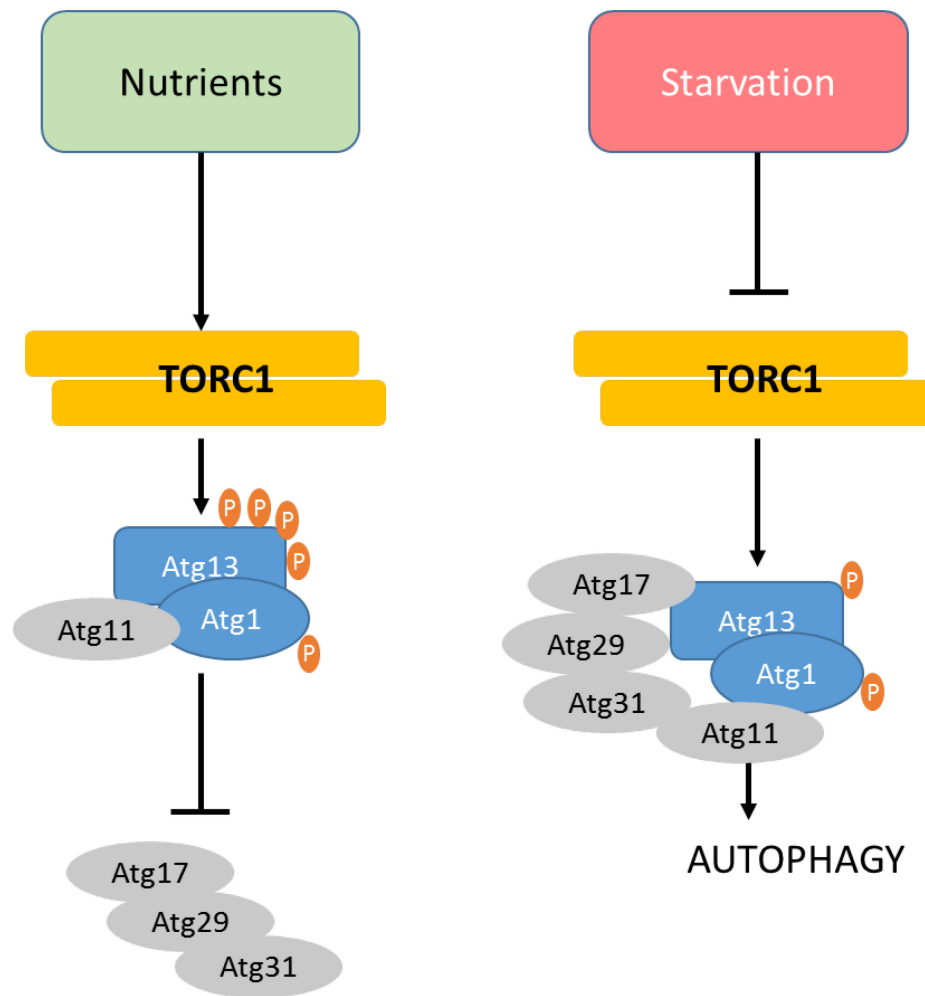 Nutrients
TORC1
P
P
P
P
Atg13
Atg1
Atg11
P
Atg17
Atg29
Atg31
Starvation
TORC1
P
Atg17
Atg13
Atg29
Atg1
P
Atg31
Atg11
AUTOPHAGY